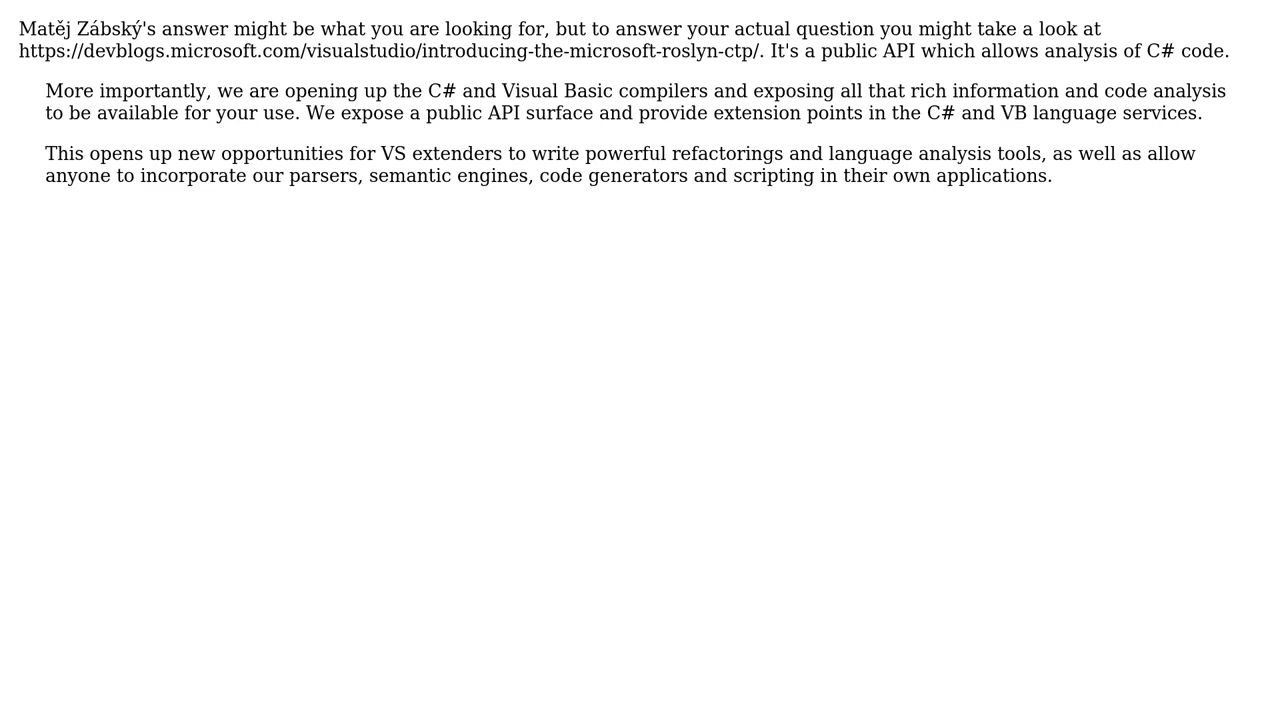 Matěj Zábský's answer might be what you are looking for, but to answer your actual question you might take a look at
https://devblogs.microsoft.com/visualstudio/introducing-the-microsoft-roslyn-ctp/. It's a public API which allows analysis of C# code.
More importantly, we are opening up the C# and Visual Basic compilers and exposing all that rich information and code analysis
to be available for your use. We expose a public API surface and provide extension points in the C# and VB language services.
This opens up new opportunities for VS extenders to write powerful refactorings and language analysis tools, as well as allow
anyone to incorporate our parsers, semantic engines, code generators and scripting in their own applications.